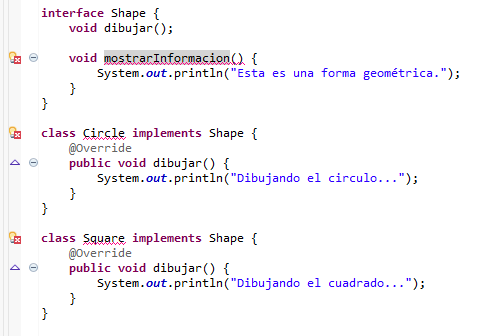 interface Shape {
void dibujar();
void mostrarInformacion() {
System.out.println("Esta es una forma geométrica.");
}
}
class Circle implements Shape {
@Override
public void dibujar() {
System.out.println("Dibujando el circulo...");
}
}
class Square implements Shape {
@Override
public void dibujar() {
System.out.println("Dibujando el cuadrado...");
}
}